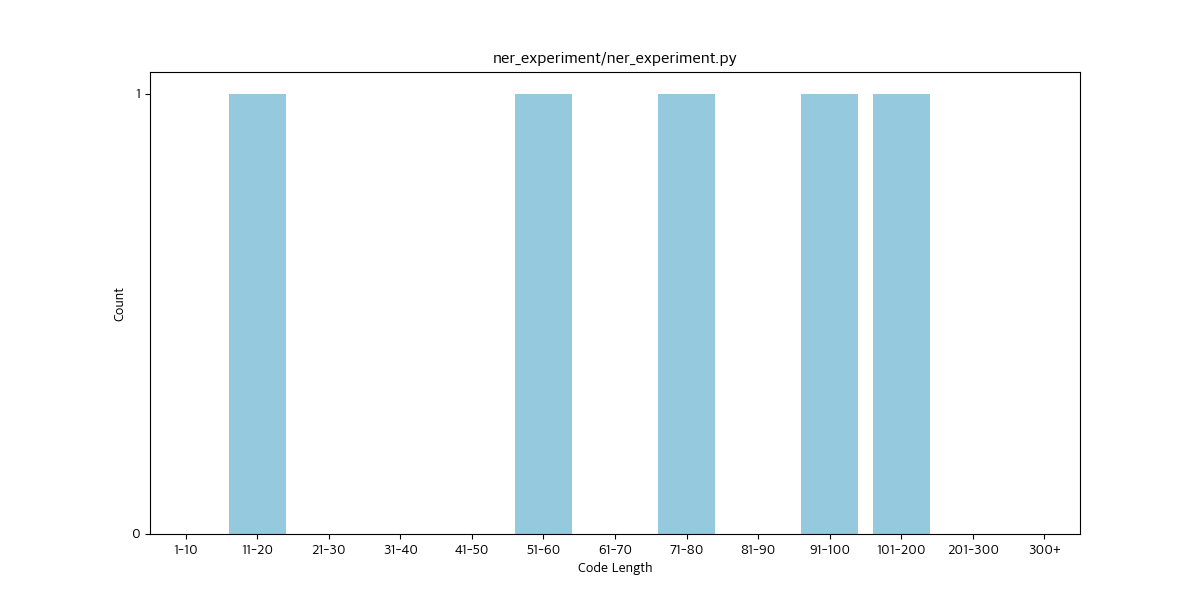 ner_experiment/ner_experiment.py
1
0
Count
1-10 11-20 21-30 31-40 41-50 51-60 61-70 71-80 81-90 91-100 101-200 201-300 300+
Code Length